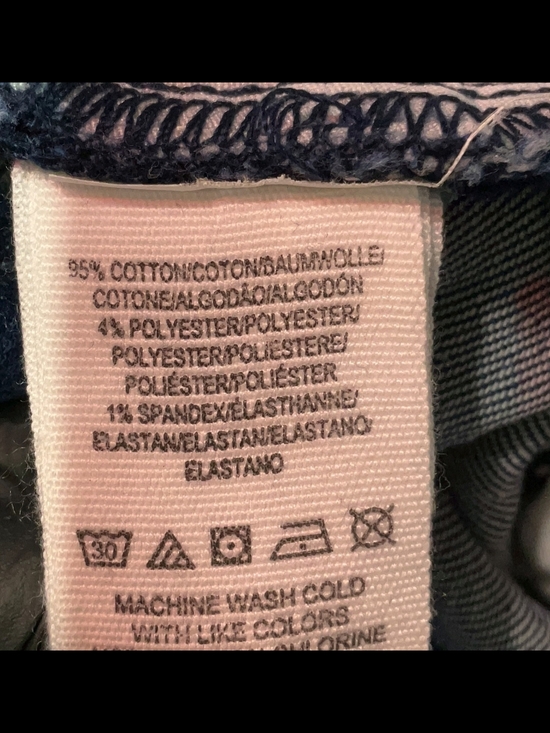 95% COTTON/COTON/BAUMWOLLE/
COTONE/ALGODÃO/ALGODÓN
4% POLYESTER/POLYESTER/
POLYESTER/POLIESTERE/
POLIÉSTER/POLIÉSTER
1% SPANDEX/ÉLASTHANNE/
ELASTAN/ELASTAN/ELASTANO/
ELASTANO
30
MACHINE WASH COLD
WITH LIKE COLORS
CHLORINE